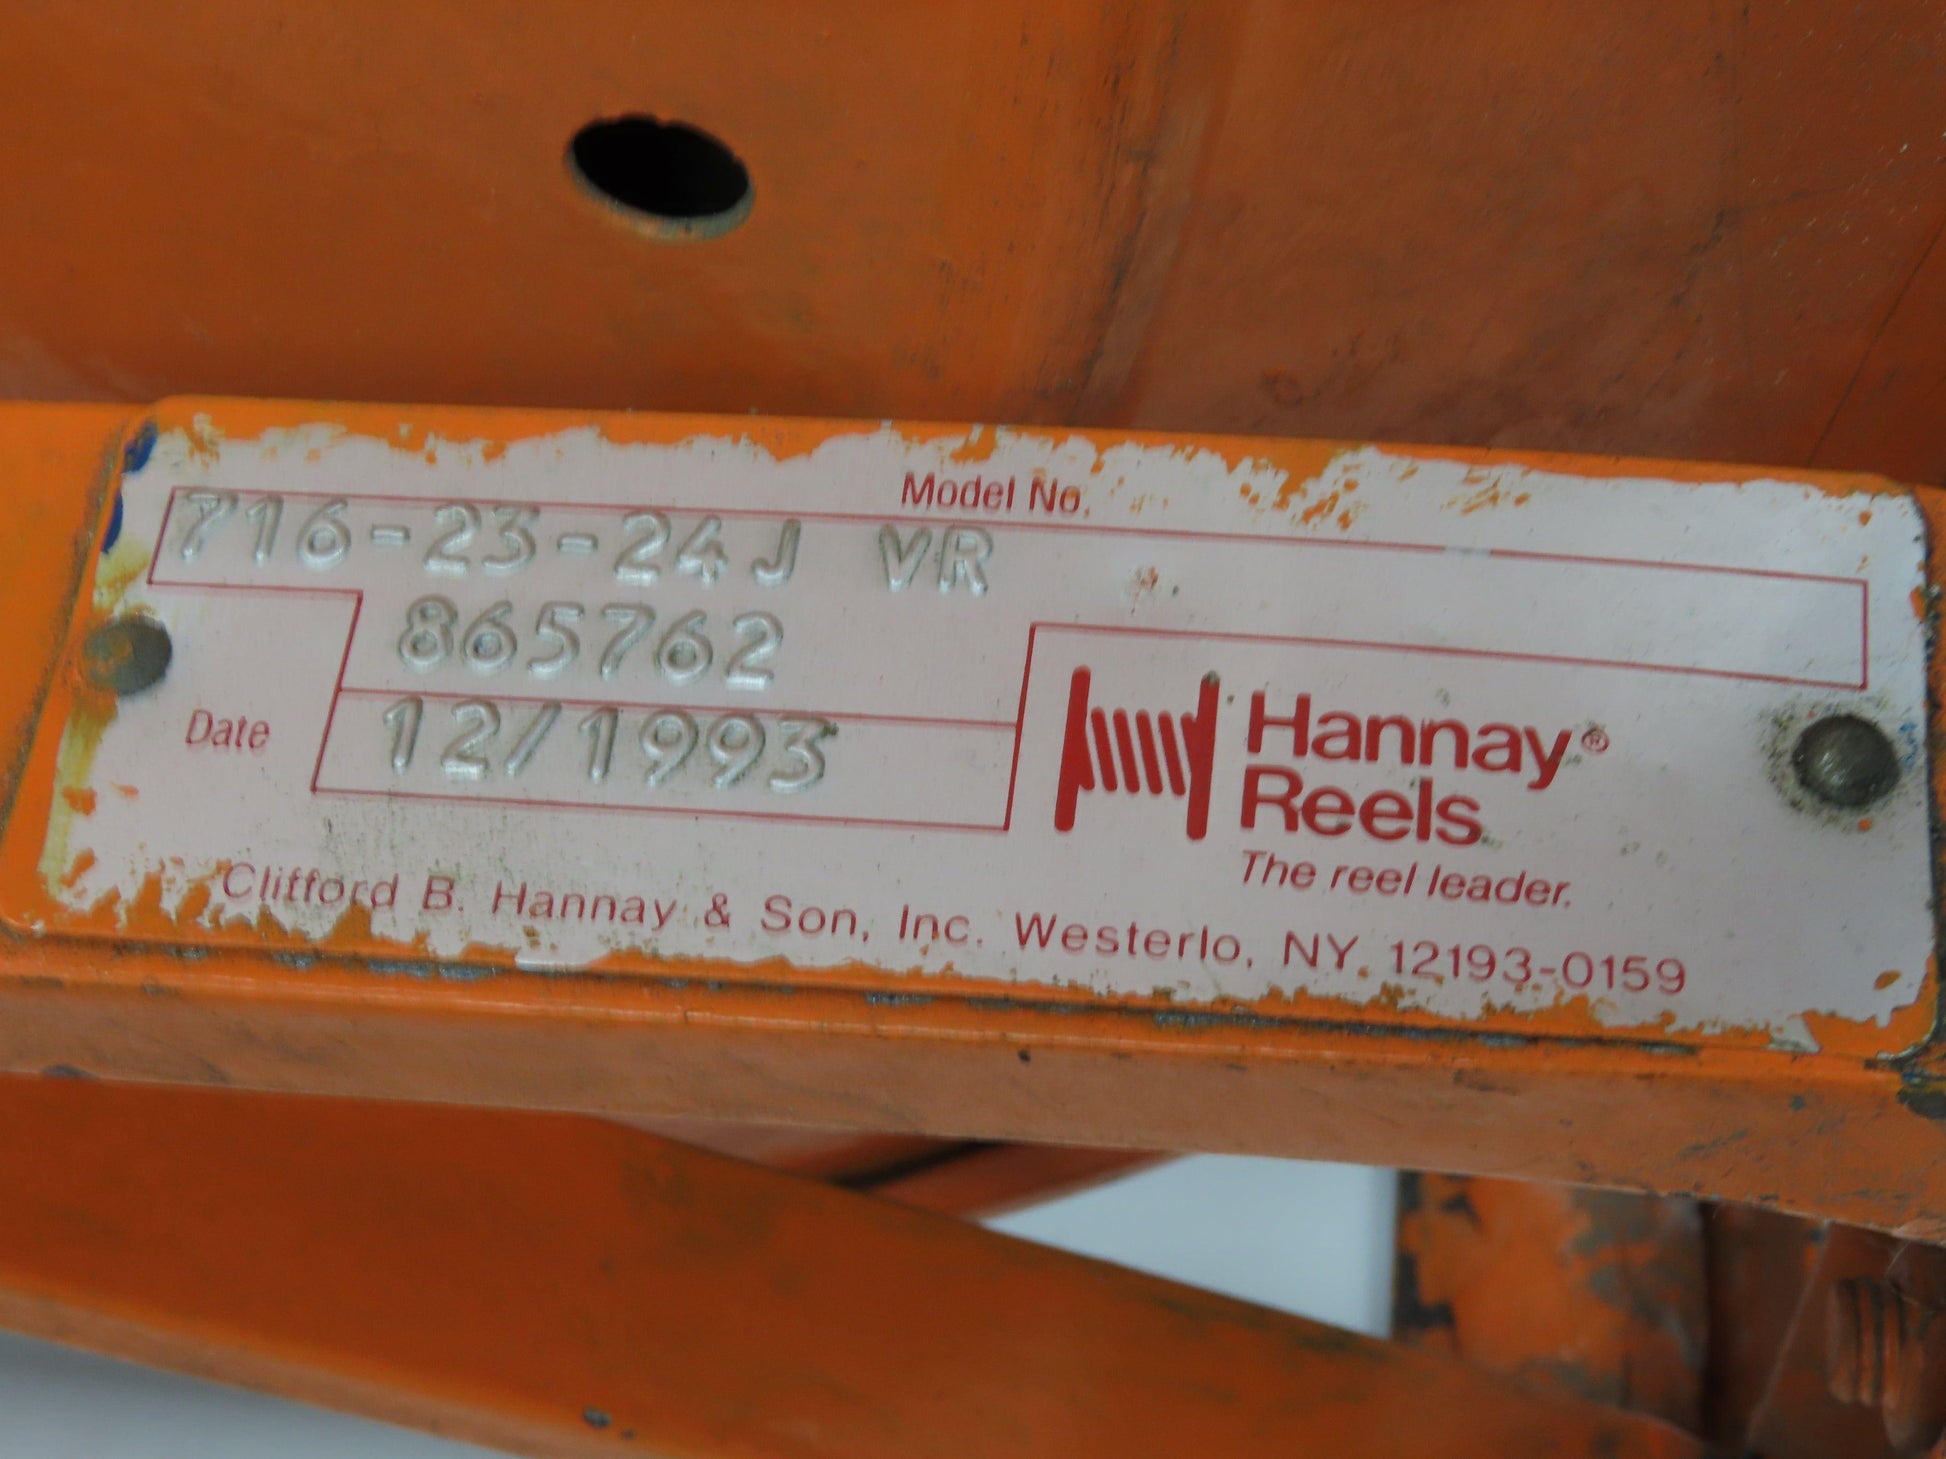 Model No.
716-23-24J VR
865762
Date 12/1993
Hannay®
Reels
The reel leader.
Clifford B. Hannay & Son, Inc. Westerlo, NY. 12193-0159